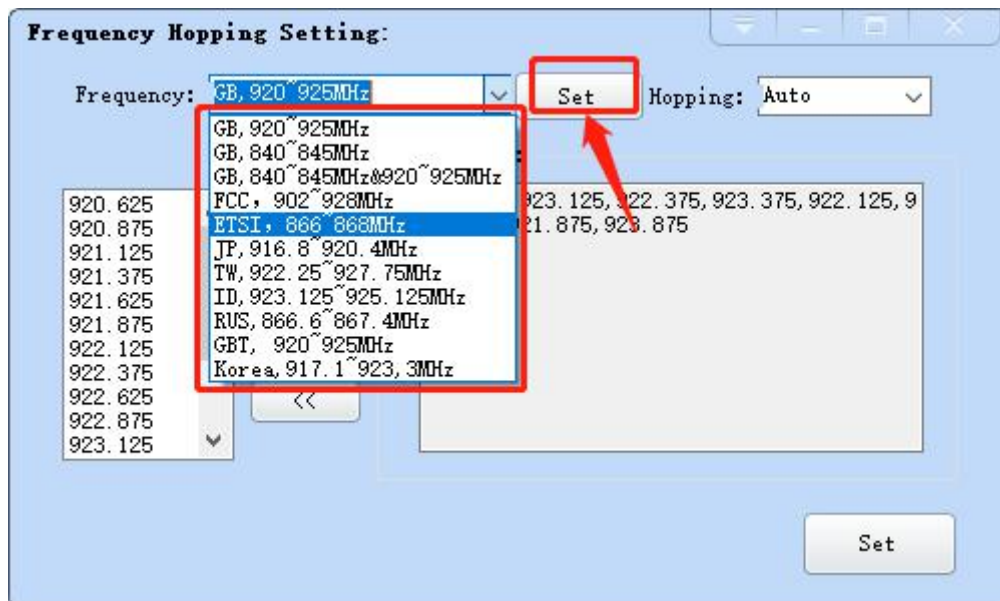 Frequency Hopping Setting:
Frequency: GB,920~925MHz Set Hopping: Auto
GB,920~925MHz
GB,840~845MHz
GB,840~845MHz&920~925MHz
FCC, 902~928MHz
ETSI, 866~868MHz
JP,916.8~920.4MHz
TW,922.25~927.75MHz
ID,923.125~925.125MHz
RUS,866.6~867.4MHz
GBT, 920~925MHz
Korea,917.1~923,3MHz
920.625
920.875
921.125
921.375
921.625
921.875
922.125
922.375
922.625
922.875
923.125
<<
923.125,922.375,923.375,922.125,9
21.875,923.875
Set